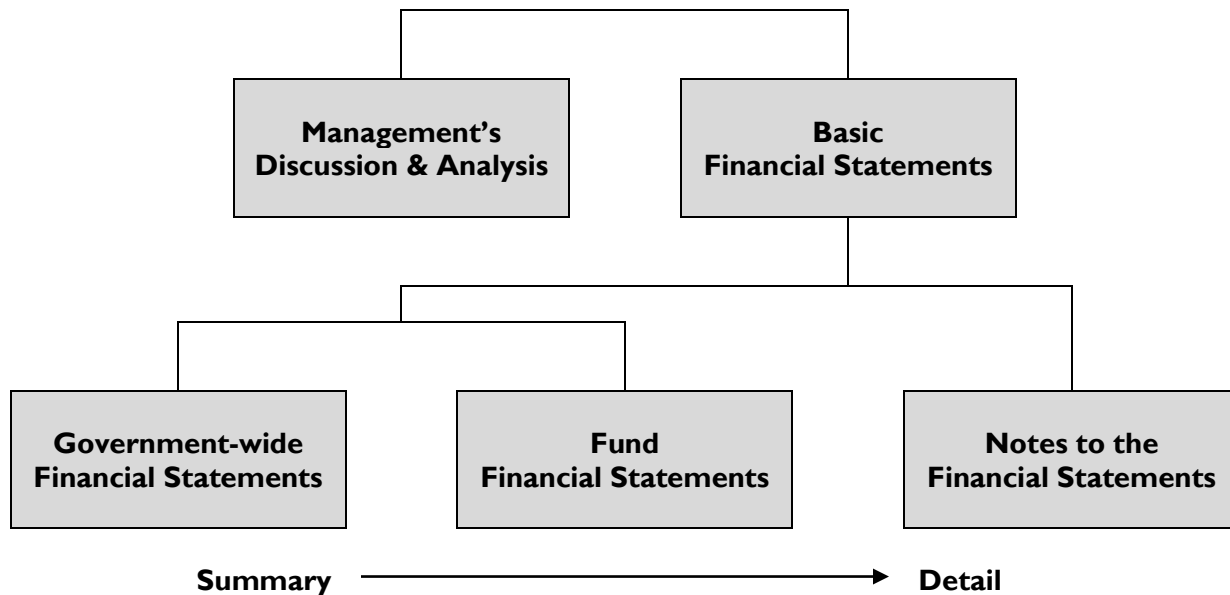 Management’s
Discussion & Analysis
Basic
Financial Statements
Government-wide
Financial Statements
Fund
Financial Statements
Notes to the
Financial Statements
Summary
Detail